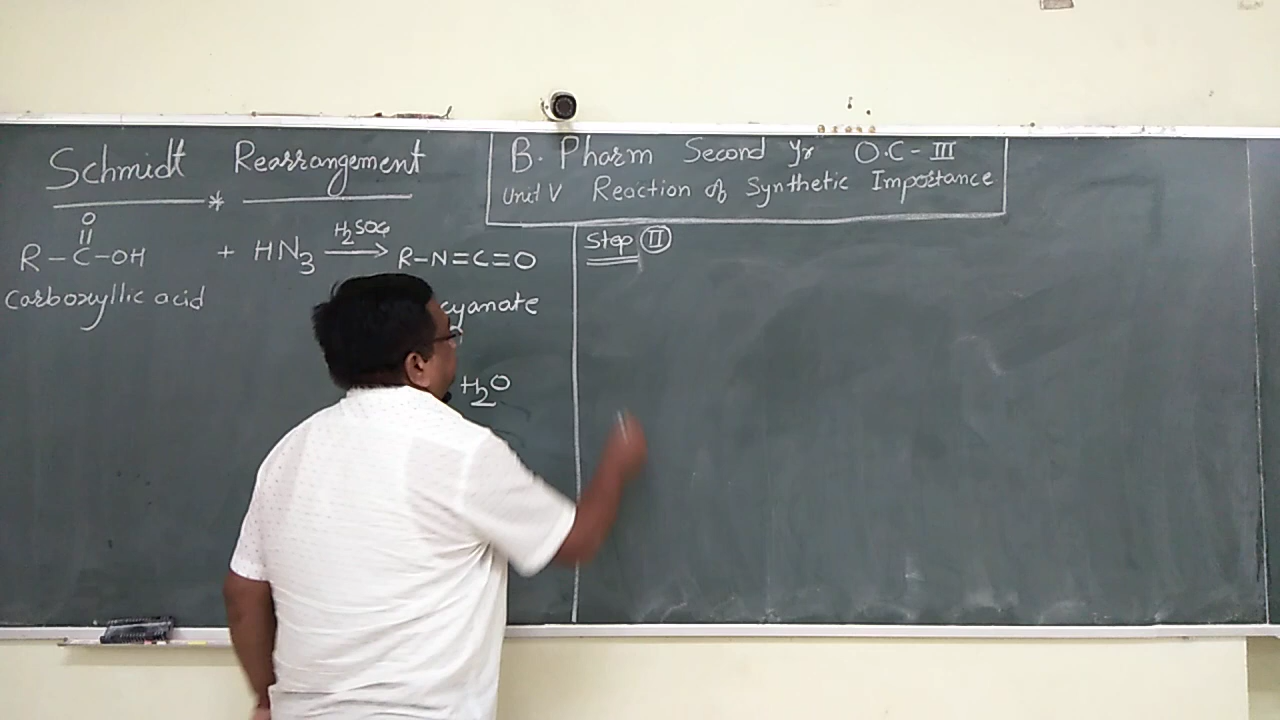 Schmidt Rearrangement
B. Pharm Second Yr O.C-III
Unit V Reaction of Synthetic Importance
O
R-C-OH + HN3 H2SO4 → R-N=C=O
Carboxyllic acid
cyanate
H2O
Step II